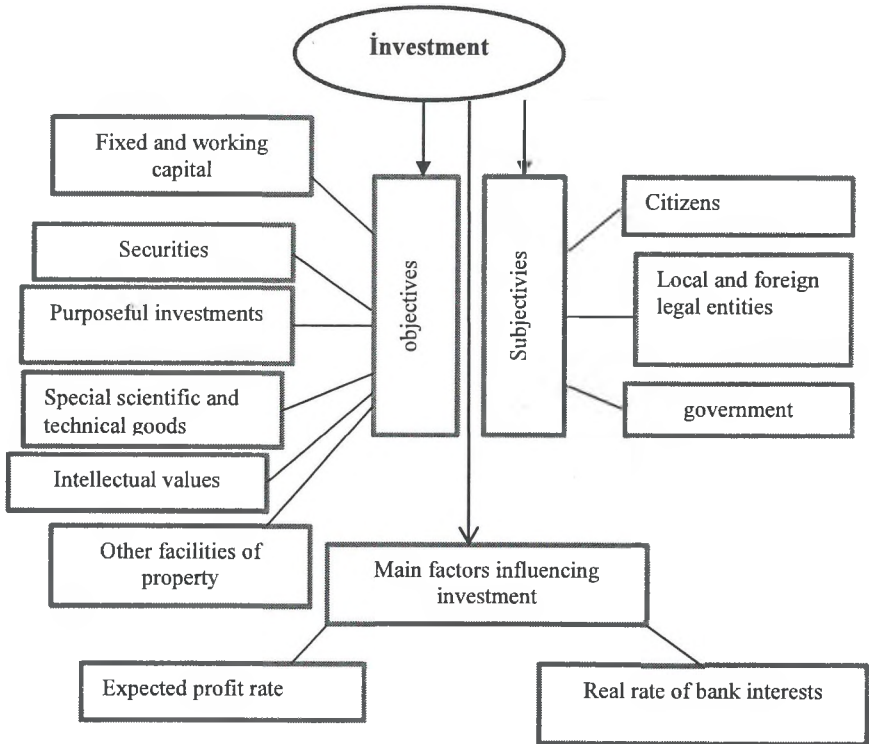 İnvestment
Fixed and working
capital
Securities
Purposeful investments
Special scientific and
technical goods
Intellectual values
Other facilities of
property
objectives
Subjectivies
Citizens
Local and foreign
legal entities
government
Main factors influencing
investment
Expected profit rate
Real rate of bank interests